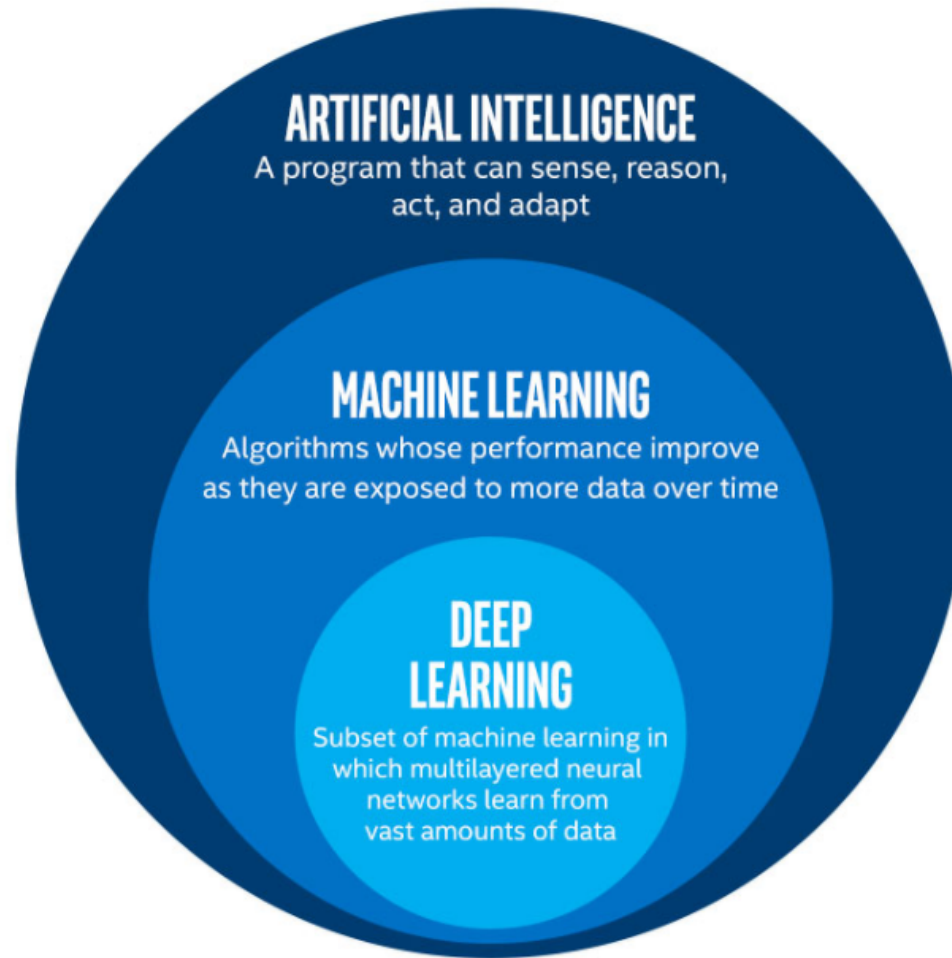 ARTIFICIAL INTELLIGENCE
A program that can sense, reason,
act, and adapt
MACHINE LEARNING
Algorithms whose performance improve
as they are exposed to more data over time
DEEP
LEARNING
Subset of machine learning in
which multilayered neural
networks learn from
vast amounts of data